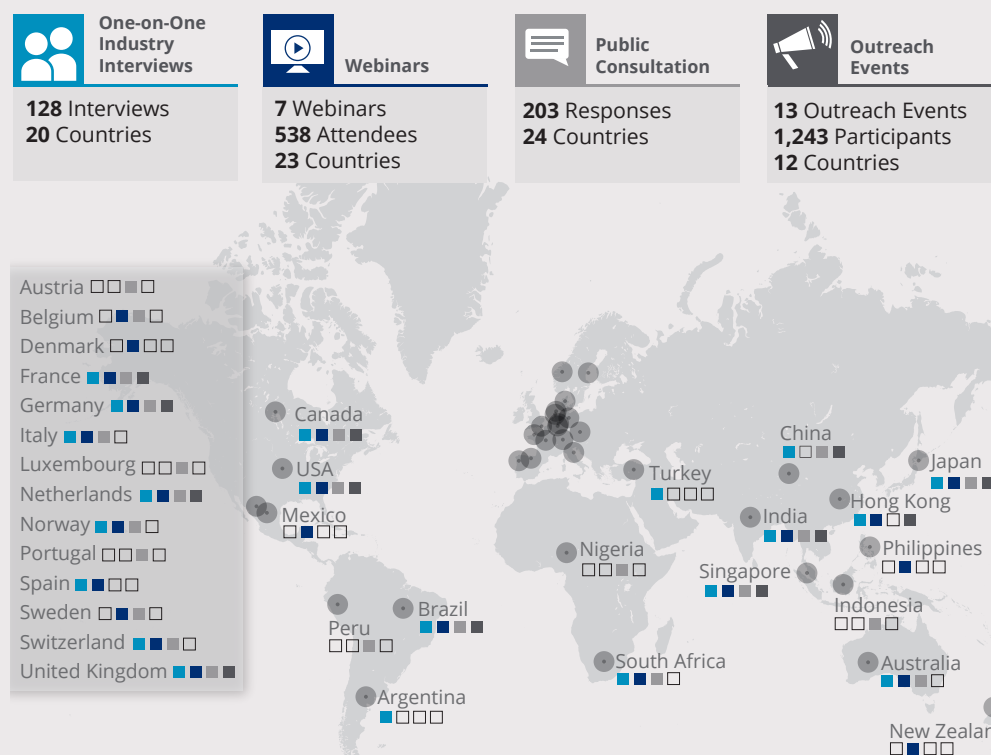 One-on-One
Industry
Interviews
128 Interviews
20 Countries
Webinars
7 Webinars
538 Attendees
23 Countries
Public
Consultation
203 Responses
24 Countries
Outreach
Events
13 Outreach Events
1,243 Participants
12 Countries
Austria
Belgium
Denmark
France
Germany
Italy
Luxembourg
Netherlands
Norway
Portugal
Spain
Sweden
Switzerland
United Kingdom
Canada
USA
Mexico
Peru
Brazil
Argentina
Turkey
Nigeria
South Africa
China
Japan
Hong Kong
India
Philippines
Singapore
Indonesia
Australia
New Zealan